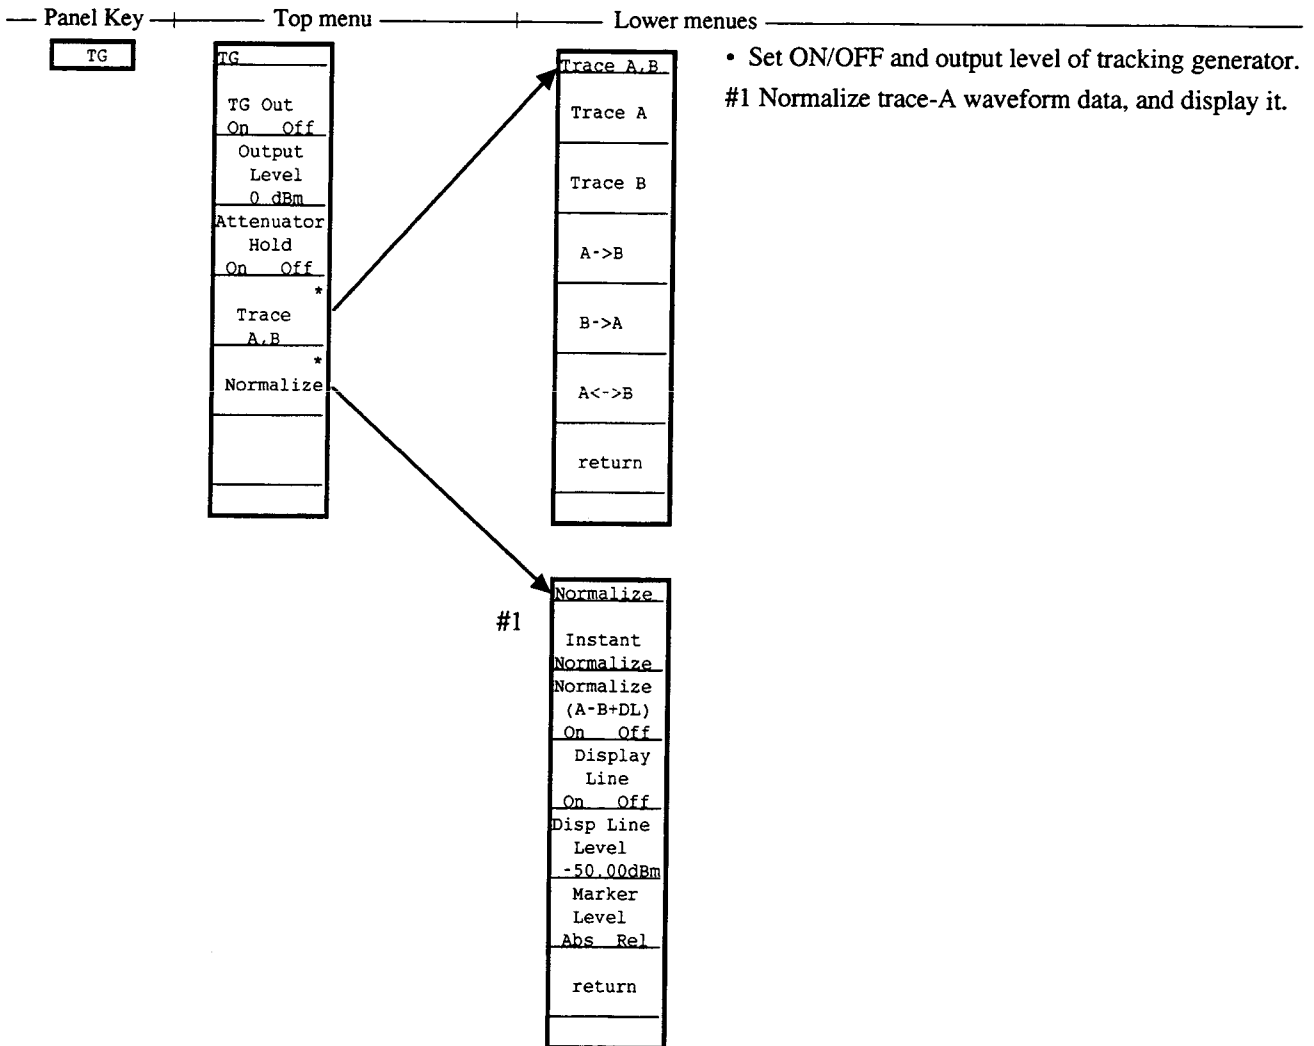 Panel Key Top menu Lower menues
TG
TG
TG Out
On Off
Output
Level
0 dBm
Attenuator
Hold
On Off
*
Trace
A,B
*
Normalize
Trace A,B
Trace A
Trace B
A->B
B->A
A<->B
return
• Set ON/OFF and output level of tracking generator.
#1 Normalize trace-A waveform data, and display it.
#1
Normalize
Instant
Normalize
Normalize
(A-B+DL)
On Off
Display
Line
On Off
Disp Line
Level
-50.00dBm
Marker
Level
Abs Rel
return